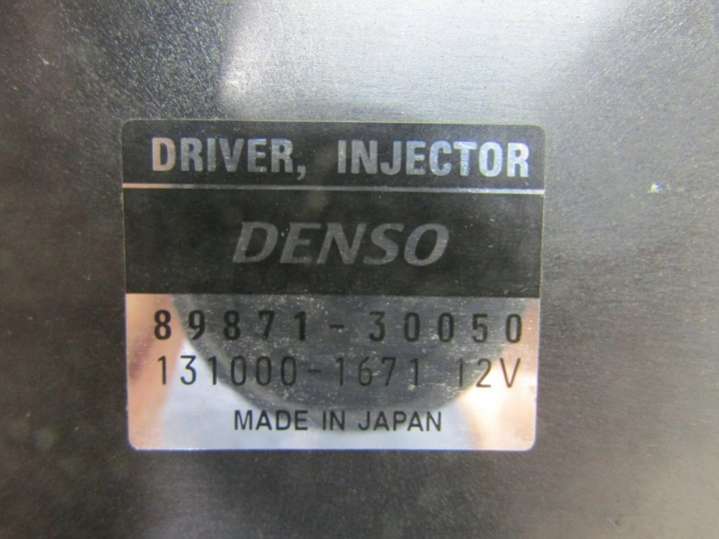 DRIVER, INJECTOR
DENSO
89871-30050
131000-1671 12V
MADE IN JAPAN